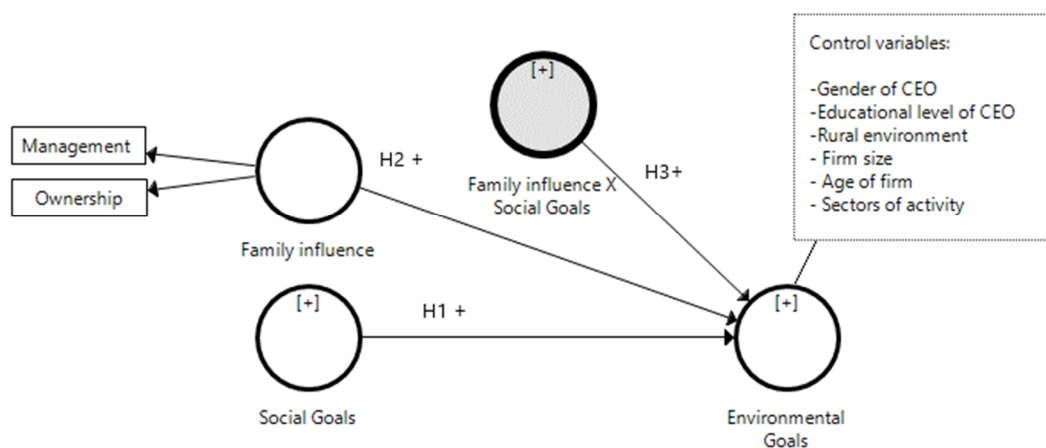 Control variables:
-Gender of CEO
-Educational level of CEO
-Rural environment
- Firm size
- Age of firm
- Sectors of activity
[+]
Management
Ownership
H2 +
H3+
Family influence X
Social Goals
Family influence
[+]
H1 +
[+]
Social Goals
Environmental
Goals